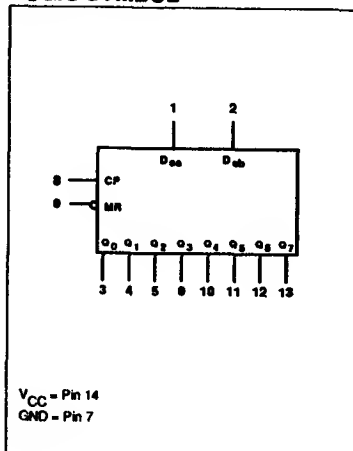 1 2
Dsa Dsb
8 CP
9 MR
Q0 Q1 Q2 Q3 Q4 Q5 Q6 Q7
3 4 5 6 10 11 12 13
VCC = Pin 14
GND = Pin 7